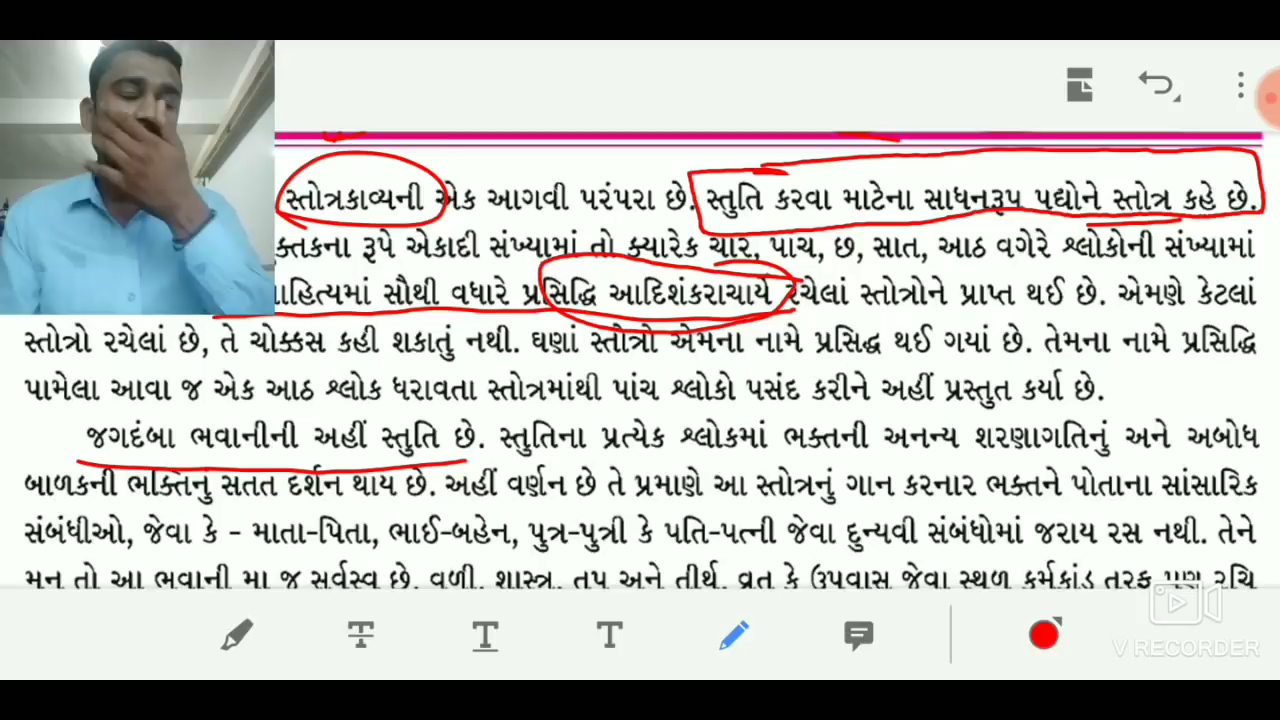 સ્તોત્રકાવ્યની એક આગવી પરંપરા છે. સ્તુતિ કરવા માટેના સાધનરૂપ પદ્યોને સ્તોત્ર કહે છે.
ક્તકના રૂપે એકાદી સંખ્યામાં તો ક્યારેક ચાર, પાંચ, છ, સાત, આઠ વગેરે શ્લોકોની સંખ્યામાં
ાહિત્યમાં સૌથી વધારે પ્રસિદ્ધિ આદિશંકરાચાર્યે રચેલાં સ્તોત્રોને પ્રાપ્ત થઈ છે. એમણે કેટલાં
સ્તોત્રો રચેલાં છે, તે ચોક્કસ કહી શકાતું નથી. ઘણાં સ્તોત્રો એમના નામે પ્રસિદ્ધ થઈ ગયાં છે. તેમના નામે પ્રસિદ્ધિ
પામેલા આવા જ એક આઠ શ્લોક ધરાવતા સ્તોત્રમાંથી પાંચ શ્લોકો પસંદ કરીને અહીં પ્રસ્તુત કર્યા છે.
જગદંબા ભવાનીની અહીં સ્તુતિ છે. સ્તુતિના પ્રત્યેક શ્લોકમાં ભક્તની અનન્ય શરણાગતિનું અને અબોધ
બાળકની ભક્તિનું સતત દર્શન થાય છે. અહીં વર્ણન છે તે પ્રમાણે આ સ્તોત્રનું ગાન કરનાર ભક્તને પોતાના સાંસારિક
સંબંધીઓ, જેવા કે - માતા-પિતા, ભાઈ-બહેન, પુત્ર-પુત્રી કે પતિ-પત્ની જેવા દુન્યવી સંબંધોમાં જરાય રસ નથી. તેને
મન તો આ ભવાની મા જ સર્વસ્વ છે. વળી, શાસ્ત્ર, તપ અને તીર્થ, વ્રત કે ઉપવાસ જેવા સ્થળ કર્મકાંડ તરફ પણ રુચિ
V RECORDER